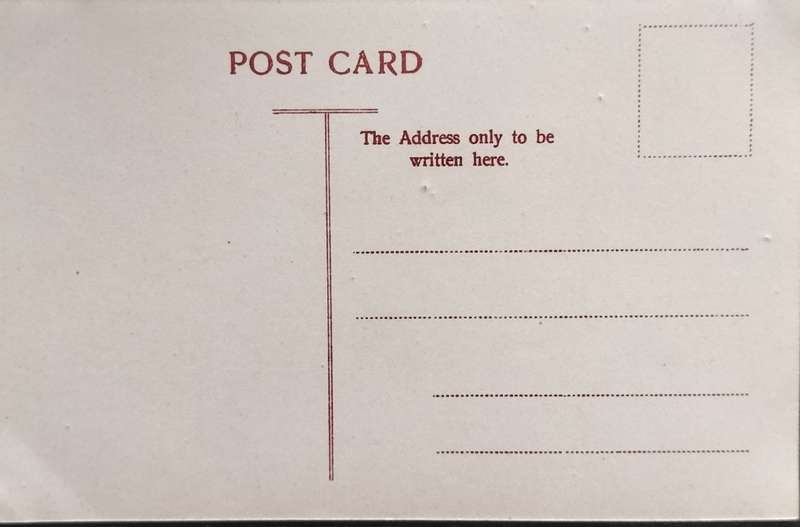 POST CARD
The Address only to be
written here.